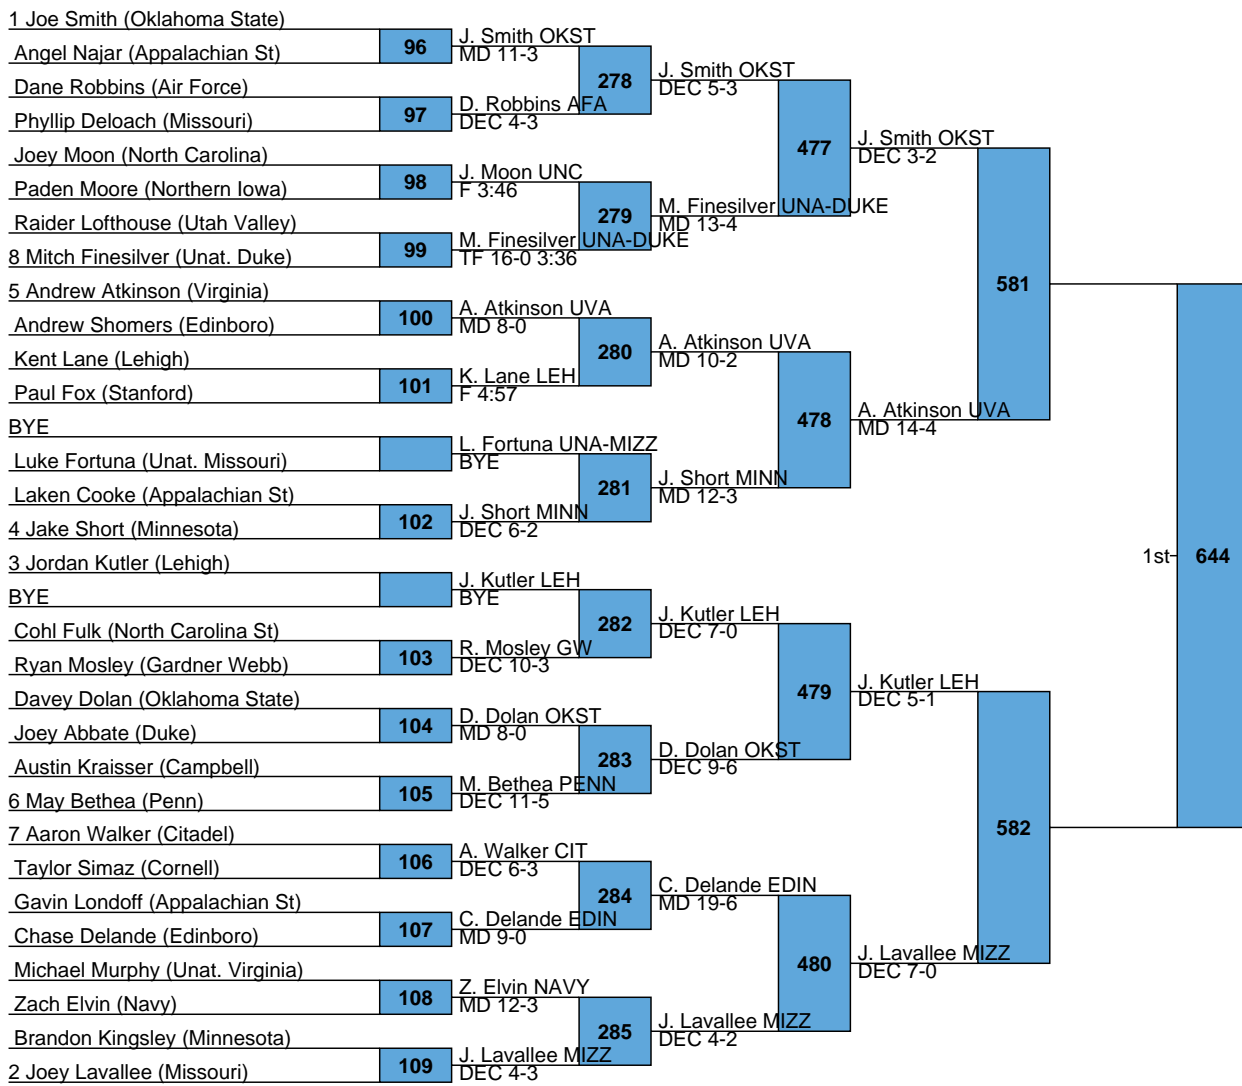 1 Joe Smith (Oklahoma State)
Angel Najar (Appalachian St)
Dane Robbins (Air Force)
Phyllip Deloach (Missouri)
Joey Moon (North Carolina)
Paden Moore (Northern Iowa)
Raider Lofthouse (Utah Valley)
8 Mitch Finesilver (Unat. Duke)
5 Andrew Atkinson (Virginia)
Andrew Shomers (Edinboro)
Kent Lane (Lehigh)
Paul Fox (Stanford)
BYE
Luke Fortuna (Unat. Missouri)
Laken Cooke (Appalachian St)
4 Jake Short (Minnesota)
3 Jordan Kutler (Lehigh)
BYE
Cohl Fulk (North Carolina St)
Ryan Mosley (Gardner Webb)
Davey Dolan (Oklahoma State)
Joey Abbate (Duke)
Austin Kraisser (Campbell)
6 May Bethea (Penn)
7 Aaron Walker (Citadel)
Taylor Simaz (Cornell)
Gavin Londoff (Appalachian St)
Chase Delande (Edinboro)
Michael Murphy (Unat. Virginia)
Zach Elvin (Navy)
Brandon Kingsley (Minnesota)
2 Joey Lavallee (Missouri)
96
97
98
99
100
101
102
103
104
105
106
107
108
109
J. Smith OKST
MD 11-3
D. Robbins AFA
DEC 4-3
J. Moon UNC
F 3:46
M. Finesilver UNA-DUKE
TF 16-0 3:36
A. Atkinson UVA
MD 8-0
K. Lane LEH
F 4:57
L. Fortuna UNA-MIZZ
BYE
J. Short MINN
DEC 6-2
J. Kutler LEH
BYE
R. Mosley GW
DEC 10-3
D. Dolan OKST
MD 8-0
M. Bethea PENN
DEC 11-5
A. Walker CIT
DEC 6-3
C. Delande EDIN
MD 9-0
Z. Elvin NAVY
MD 12-3
J. Lavallee MIZZ
DEC 4-3
278
279
280
281
282
283
284
285
J. Smith OKST
DEC 5-3
M. Finesilver UNA-DUKE
MD 13-4
A. Atkinson UVA
MD 10-2
J. Short MINN
MD 12-3
J. Kutler LEH
DEC 7-0
D. Dolan OKST
DEC 9-6
C. Delande EDIN
MD 19-6
J. Lavallee MIZZ
DEC 4-2
477
478
479
480
J. Smith OKST
DEC 3-2
A. Atkinson UVA
MD 14-4
J. Kutler LEH
DEC 5-1
J. Lavallee MIZZ
DEC 7-0
581
582
1st
644